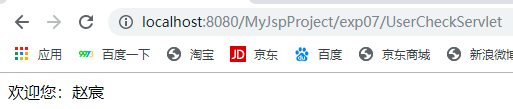 localhost:8080/MyJspProject/exp07/UserCheckServlet
应用 百度一下 淘宝 JD 京东 百度 京东商城 新浪微博
欢迎您：赵宸